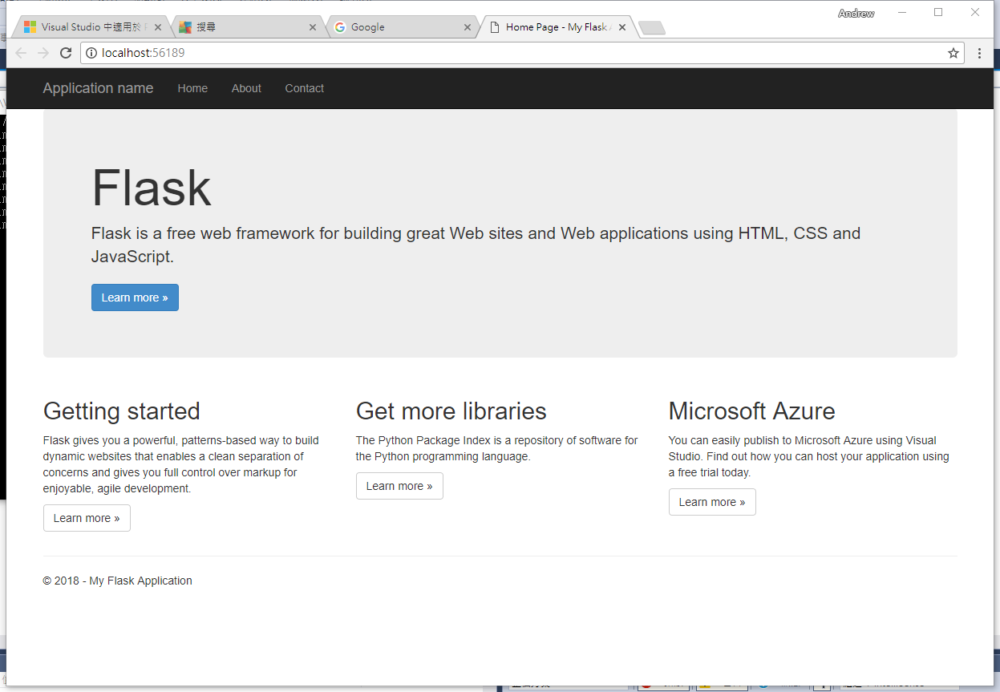 Andrew
Visual Studio 中適用於
搜尋
Google
Home Page - My Flask
localhost:56189
Application name Home About Contact
Flask
Flask is a free web framework for building great Web sites and Web applications using HTML, CSS and
JavaScript.
Learn more »
Getting started
Flask gives you a powerful, patterns-based way to build
dynamic websites that enables a clean separation of
concerns and gives you full control over markup for
enjoyable, agile development.
Learn more »
Get more libraries
The Python Package Index is a repository of software for
the Python programming language.
Learn more »
Microsoft Azure
You can easily publish to Microsoft Azure using Visual
Studio. Find out how you can host your application using
a free trial today.
Learn more »
© 2018 - My Flask Application